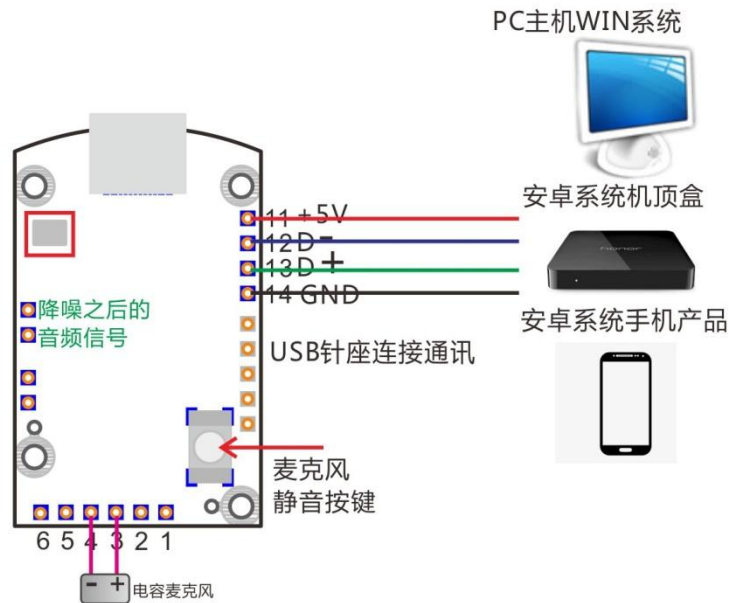 PC主机WIN系统
安卓系统机顶盒
11 +5V
12 D-
13 D+
14 GND
honor
降噪之后的
音频信号
安卓系统手机产品
USB针座连接通讯
麦克风
静音按键
6 5 4 3 2 1
- +
电容麦克风